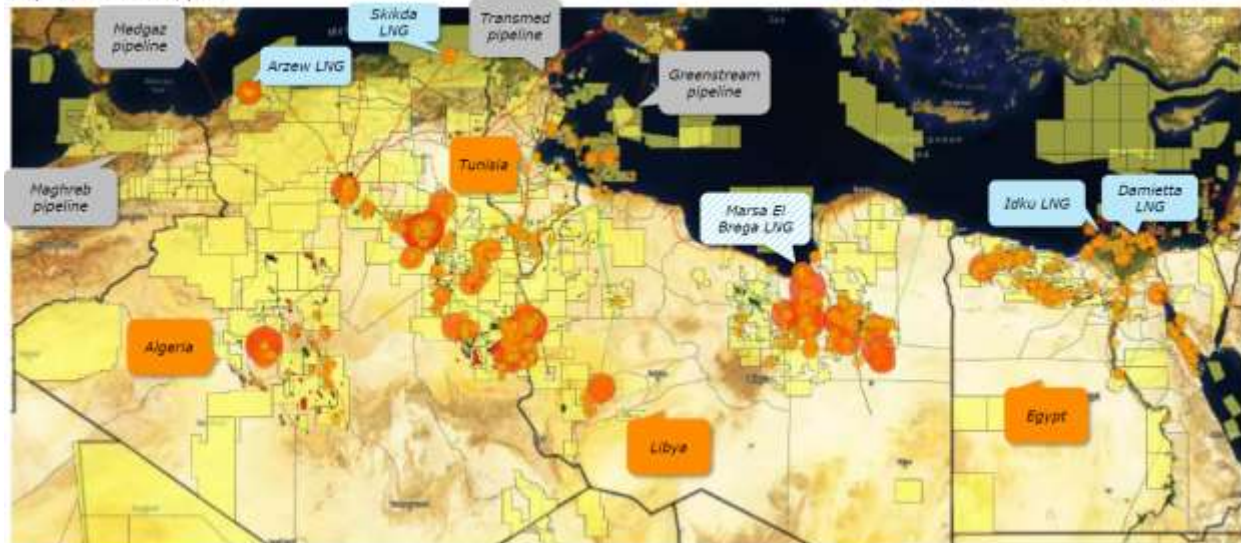 Medgaz
pipeline
Skikda
LNG
Transmed
pipeline
Arzew LNG
Greenstream
pipeline
Tunisia
Maghreb
pipeline
Marsa El
Brega LNG
Idku LNG
Damietta
LNG
Algeria
Libya
Egypt